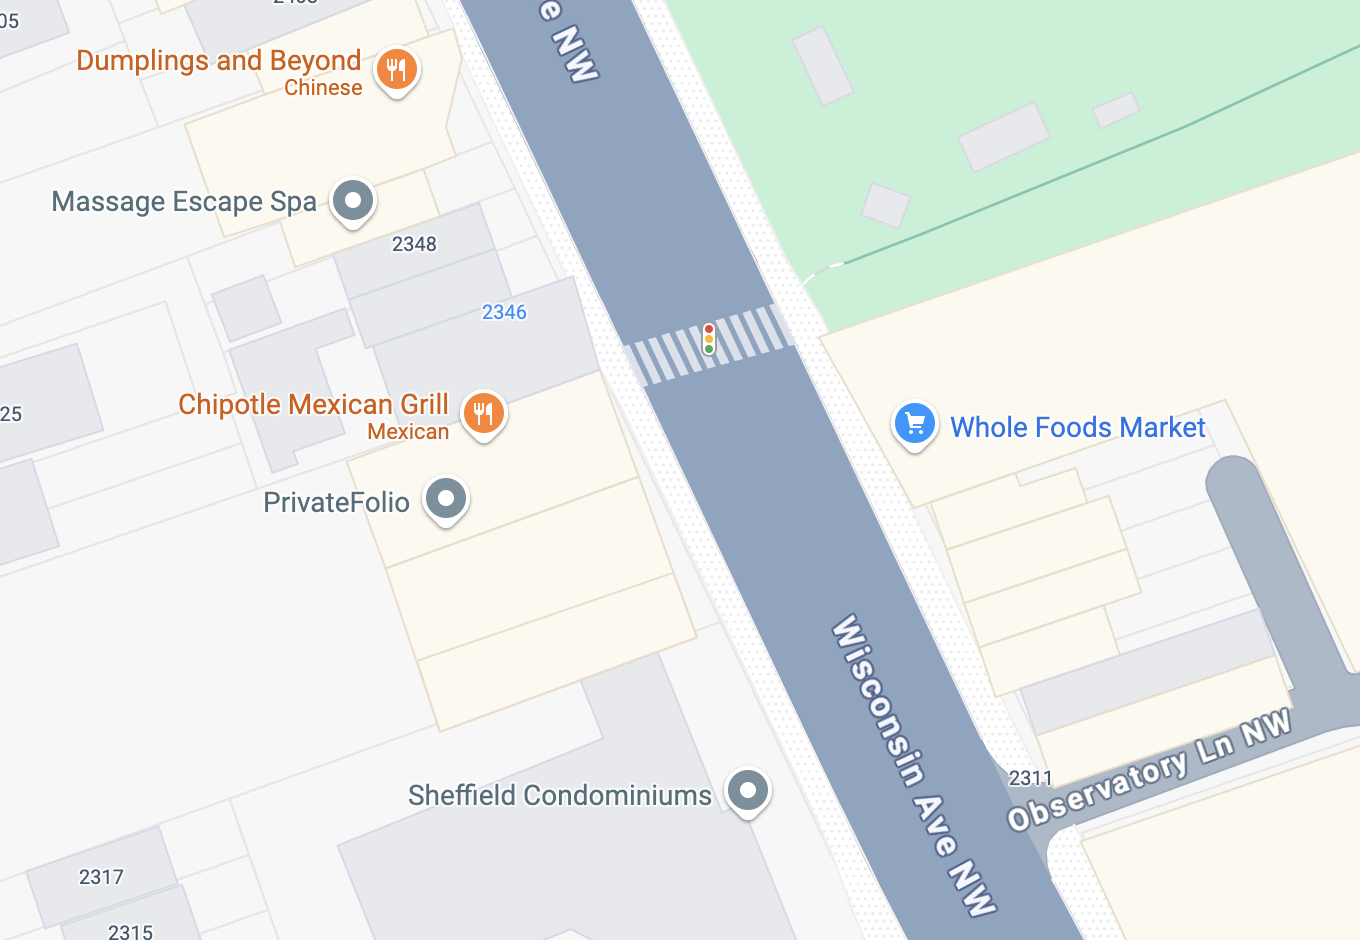 05
e NW
Dumplings and Beyond
Chinese
Massage Escape Spa
2348
2346
Chipotle Mexican Grill
Mexican
25
Whole Foods Market
PrivateFolio
Wisconsin Ave NW
Observatory Ln NW
2311
Sheffield Condominiums
2317
2315